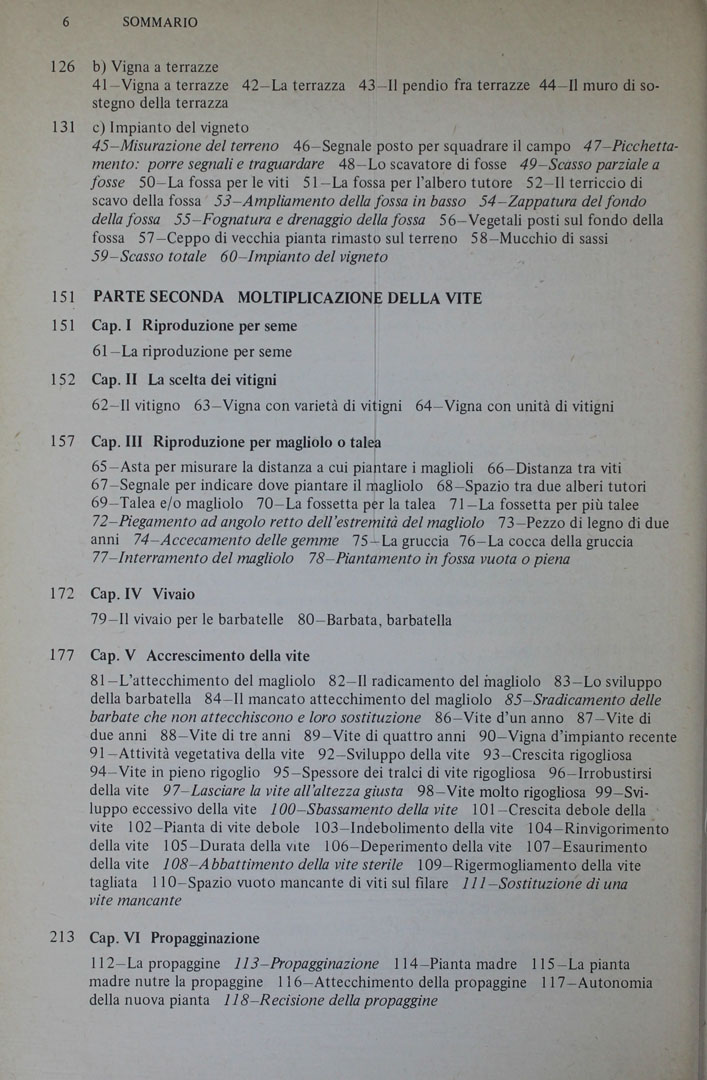 6 SOMMARIO
126 b) Vigna a terrazze
41—Vigna a terrazze 42—La terrazza 43—Il pendio fra terrazze 44—Il muro di so-
stegno della terrazza
131 c) Impianto del vigneto
45—Misurazione del terreno 46—Segnale posto per squadrare il campo 47—Picchetta-
mento: porre segnali e traguardare 48—Lo scavatore di fosse 49—Scasso parziale a
fosse 50—La fossa per le viti 51—La fossa per l'albero tutore 52—Il terriccio di
scavo della fossa 53—Ampliamento della fossa in basso 54—Zappatura del fondo
della fossa 55—Fognatura e drenaggio della fossa 56—Vegetali posti sul fondo della
fossa 57—Ceppo di vecchia pianta rimasto sul terreno 58—Mucchio di sassi
59—Scasso totale 60—Impianto del vigneto
151 PARTE SECONDA MOLTIPLICAZIONE DELLA VITE
151 Cap. I Riproduzione per seme
61—La riproduzione per seme
152 Cap. II La scelta dei vitigni
62—Il vitigno 63—Vigna con varietà di vitigni 64—Vigna con unità di vitigni
157 Cap. III Riproduzione per magliolo o talea
65—Asta per misurare la distanza a cui piantare i maglioli 66—Distanza tra viti
67—Segnale per indicare dove piantare il magliolo 68—Spazio tra due alberi tutori
69—Talea e/o magliolo 70—La fossetta per la talea 71—La fossetta per più talee
72—Piegamento ad angolo retto dell'estremità del magliolo 73—Pezzo di legno di due
anni 74—Accecamento delle gemme 75—La gruccia 76—La cocca della gruccia
77—Interramento del magliolo 78—Piantamento in fossa vuota o piena
172 Cap. IV Vivaio
79—Il vivaio per le barbatelle 80—Barbata, barbatella
177 Cap. V Accrescimento della vite
81—L'attecchimento del magliolo 82—Il radicamento del magliolo 83—Lo sviluppo
della barbatella 84—Il mancato attecchimento del magliolo 85—Sradicamento delle
barbate che non attecchiscono e loro sostituzione 86—Vite d'un anno 87—Vite di
due anni 88—Vite di tre anni 89—Vite di quattro anni 90—Vigna d'impianto recente
91—Attività vegetativa della vite 92—Sviluppo della vite 93—Crescita rigogliosa
94—Vite in pieno rigoglio 95—Spessore dei tralci di vite rigogliosa 96—Irrobustirsi
della vite 97—Lasciare la vite all'altezza giusta 98—Vite molto rigogliosa 99—Svi-
luppo eccessivo della vite 100—Sbassamento della vite 101—Crescita debole della
vite 102—Pianta di vite debole 103—Indebolimento della vite 104—Rinvigorimento
della vite 105—Durata della vite 106—Deperimento della vite 107—Esaurimento
della vite 108—Abbattimento della vite sterile 109—Rigermogliamento della vite
tagliata 110—Spazio vuoto mancante di viti sul filare 111—Sostituzione di una
vite mancante
213 Cap. VI Propagginazione
112—La propaggine 113—Propagginazione 114—Pianta madre 115—La pianta
madre nutre la propaggine 116—Attecchimento della propaggine 117—Autonomia
della nuova pianta 118—Recisione della propaggine